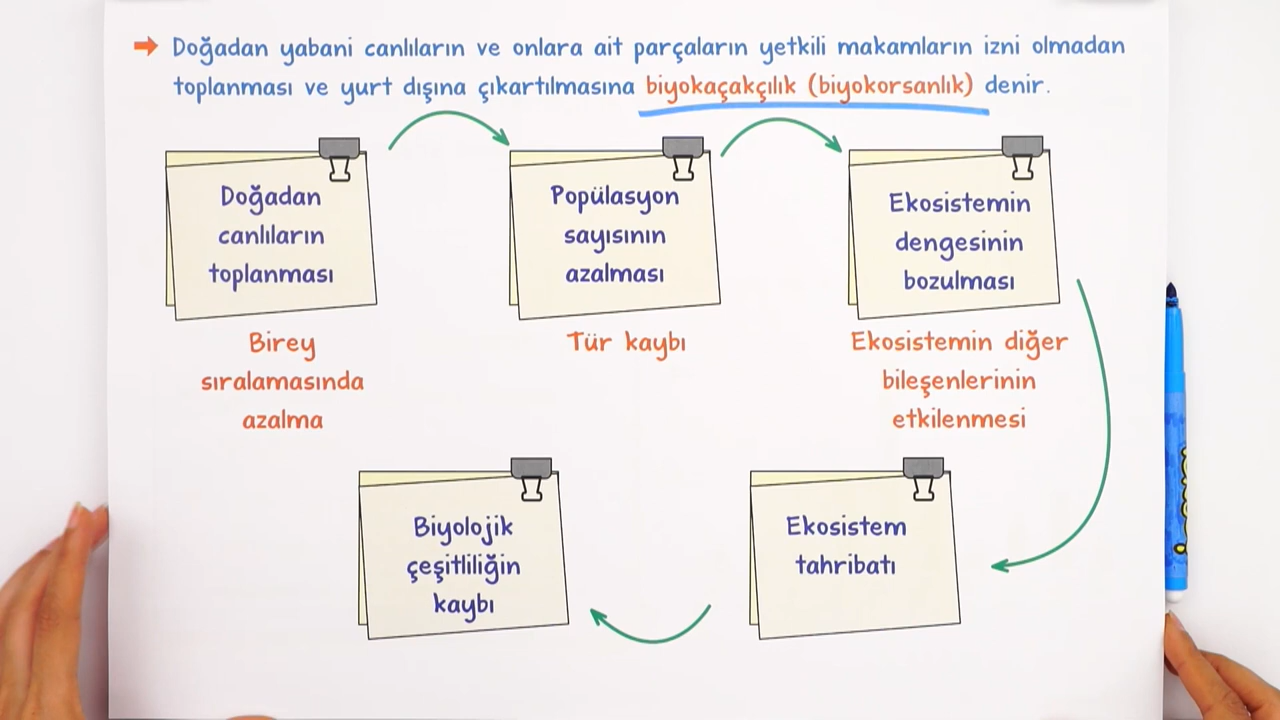 Doğadan yabani canlıların ve onlara ait parçaların yetkili makamların izni olmadan
toplanması ve yurt dışına çıkartılmasına biyokaçakçılık (biyokorsanlık) denir.
Doğadan
canlıların
toplanması
Birey
sıralamasında
azalma
Popülasyon
sayısının
azalması
Tür kaybı
Ekosistemin
dengesinin
bozulması
Ekosistemin diğer
bileşenlerinin
etkilenmesi
Ekosistem
tahribatı
Biyolojik
çeşitliliğin
kaybı